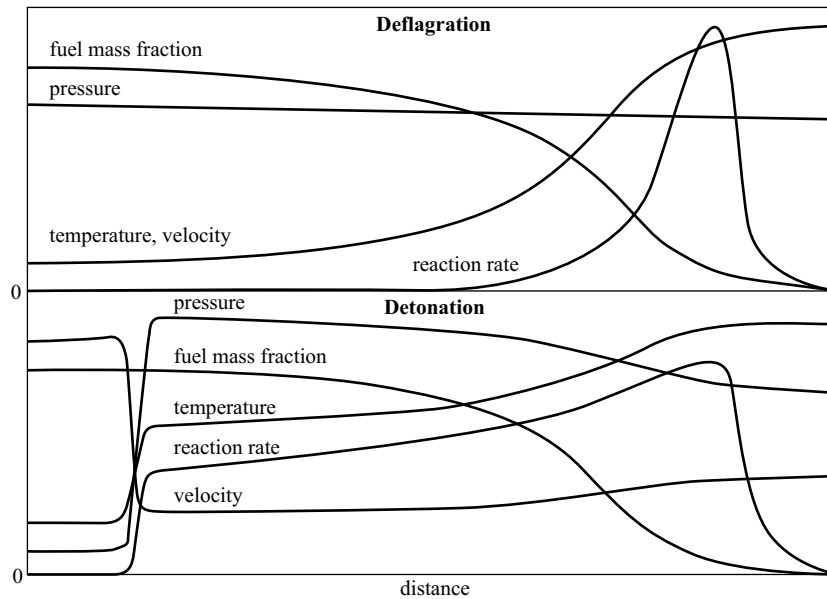 Deflagration
fuel mass fraction
pressure
temperature, velocity
reaction rate
0
Detonation
pressure
fuel mass fraction
temperature
reaction rate
velocity
0
distance